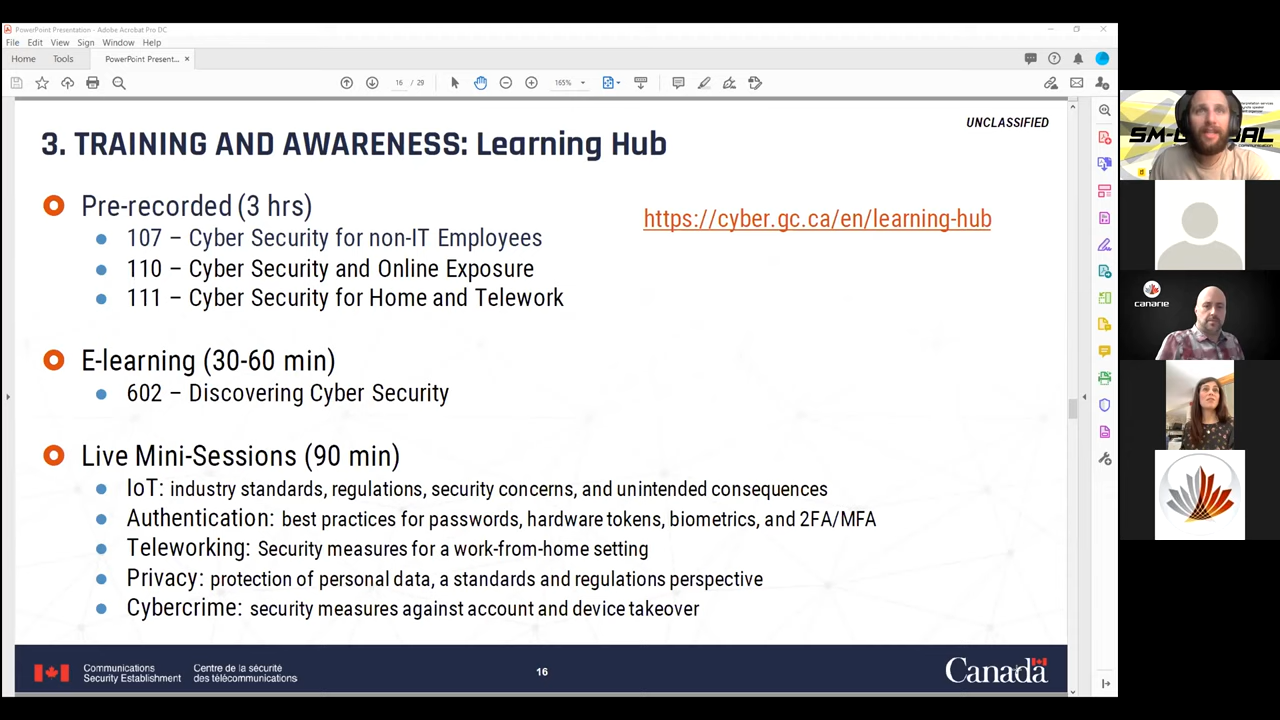 PowerPoint Presentation - Adobe Acrobat Pro DC
File Edit View Sign Window Help
Home Tools PowerPoint Present... ×
16 / 29
165%
UNCLASSIFIED
3. TRAINING AND AWARENESS: Learning Hub
Pre-recorded (3 hrs)
https://cyber.gc.ca/en/learning-hub
107 – Cyber Security for non-IT Employees
110 – Cyber Security and Online Exposure
111 – Cyber Security for Home and Telework
E-learning (30-60 min)
602 – Discovering Cyber Security
Live Mini-Sessions (90 min)
IoT: industry standards, regulations, security concerns, and unintended consequences
Authentication: best practices for passwords, hardware tokens, biometrics, and 2FA/MFA
Teleworking: Security measures for a work-from-home setting
Privacy: protection of personal data, a standards and regulations perspective
Cybercrime: security measures against account and device takeover
Communications
Security Establishment
Centre de la sécurité
des télécommunications
16
Canada
canarie